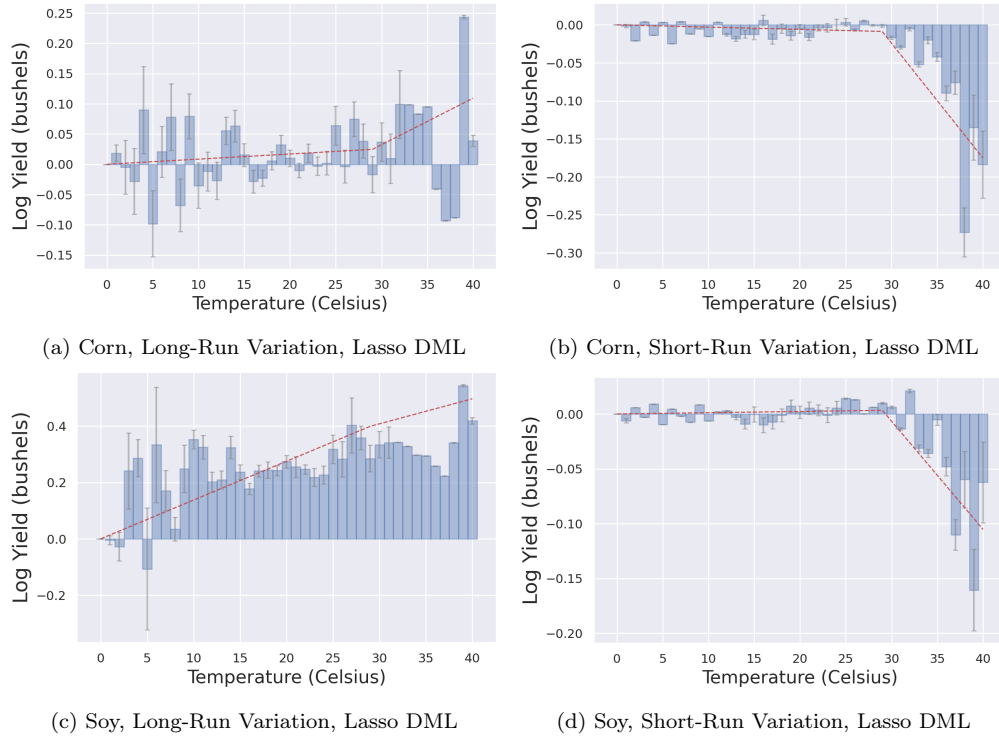 0.25
0.20
0.15
0.10
0.05
0.00
−0.05
−0.10
−0.15
Log Yield (bushels)
0 5 10 15 20 25 30 35 40
Temperature (Celsius)
(a) Corn, Long-Run Variation, Lasso DML
0.00
−0.05
−0.10
−0.15
−0.20
−0.25
−0.30
Log Yield (bushels)
0 5 10 15 20 25 30 35 40
Temperature (Celsius)
(b) Corn, Short-Run Variation, Lasso DML
0.4
0.2
0.0
−0.2
Log Yield (bushels)
0 5 10 15 20 25 30 35 40
Temperature (Celsius)
(c) Soy, Long-Run Variation, Lasso DML
0.00
−0.05
−0.10
−0.15
−0.20
Log Yield (bushels)
0 5 10 15 20 25 30 35 40
Temperature (Celsius)
(d) Soy, Short-Run Variation, Lasso DML